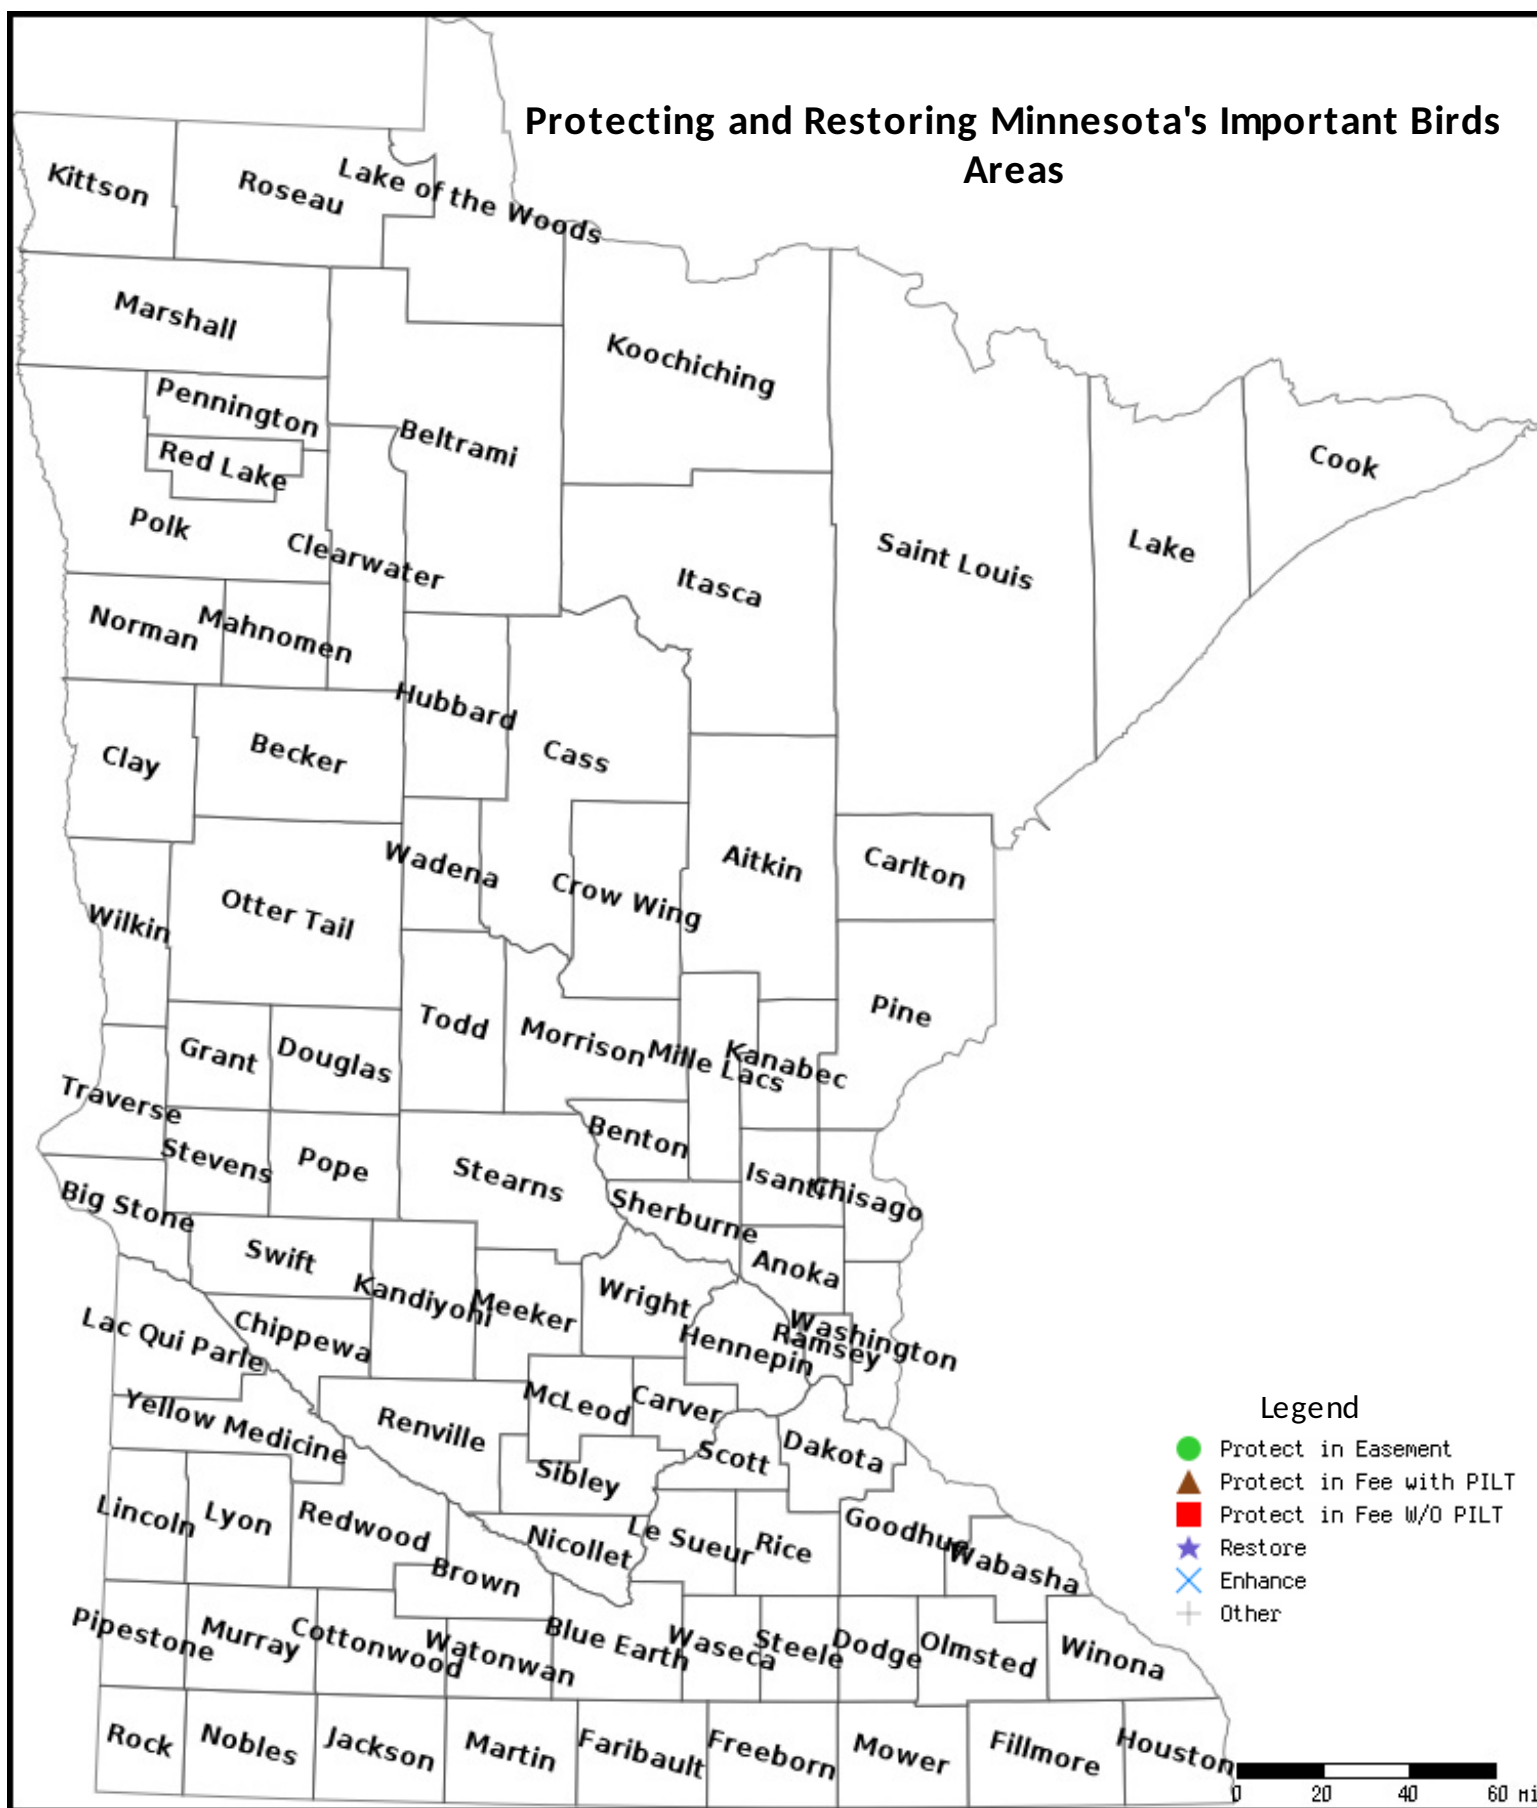 Protecting and Restoring Minnesota's Important Birds
Areas
Kittson
Roseau
Lake of the Woods
Marshall
Koochiching
Pennington
Beltrami
Red Lake
Cook
Polk
Clearwater
Saint Louis
Lake
Itasca
Norman
Mahnomen
Hubbard
Clay
Becker
Cass
Wadena
Aitkin
Carlton
Crow Wing
Otter Tail
Wilkin
Todd
Morrison
Pine
Grant
Douglas
Mille Lacs
Kanabec
Traverse
Benton
Stevens
Pope
Stearns
Isanti
Chisago
Big Stone
Sherburne
Swift
Anoka
Kandiyohi
Meeker
Wright
Lac Qui Parle
Chippewa
Hennepin
Ramsey
Washington
McLeod
Carver
Yellow Medicine
Renville
Scott
Dakota
Sibley
Lincoln
Lyon
Redwood
Nicollet
Le Sueur
Rice
Goodhue
Wabasha
Brown
Pipestone
Murray
Cottonwood
Watonwan
Blue Earth
Waseca
Steele
Dodge
Olmsted
Winona
Rock
Nobles
Jackson
Martin
Faribault
Freeborn
Mower
Fillmore
Houston
Legend
Protect in Easement
Protect in Fee with PILT
Protect in Fee W/O PILT
Restore
Enhance
Other
0 20 40 60 Mi